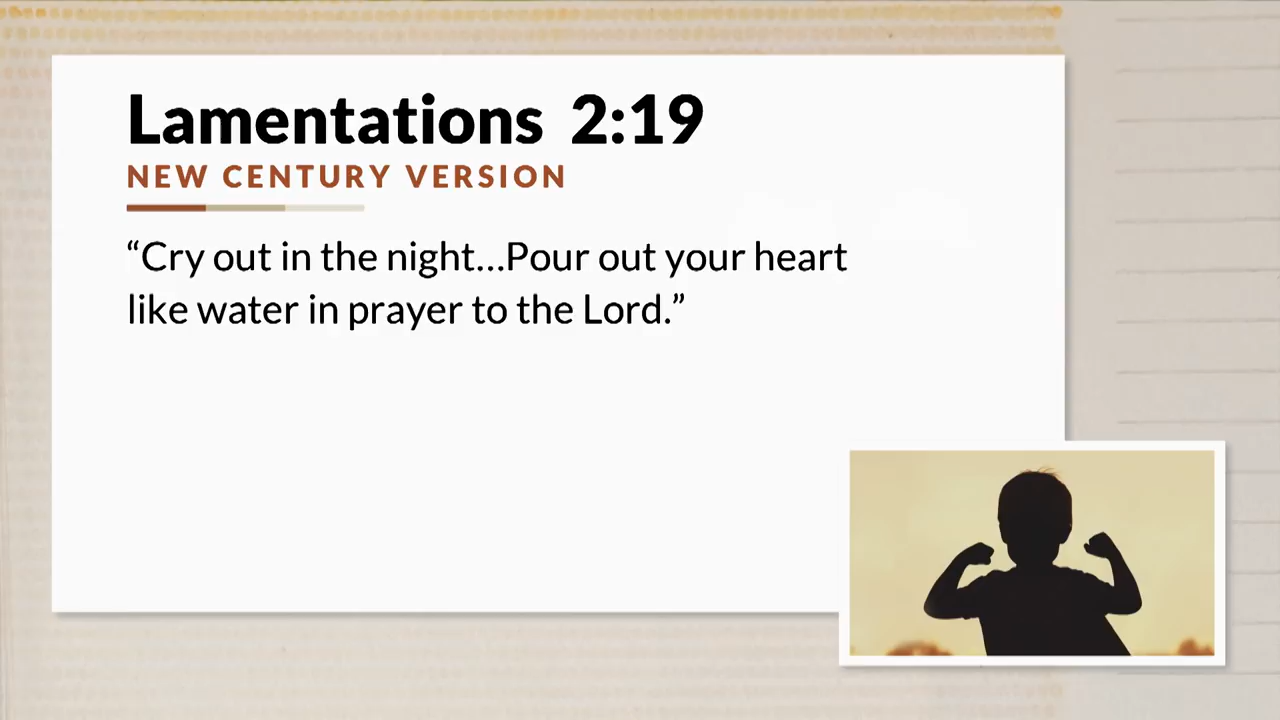 Lamentations 2:19
NEW CENTURY VERSION
“Cry out in the night...Pour out your heart
like water in prayer to the Lord.”